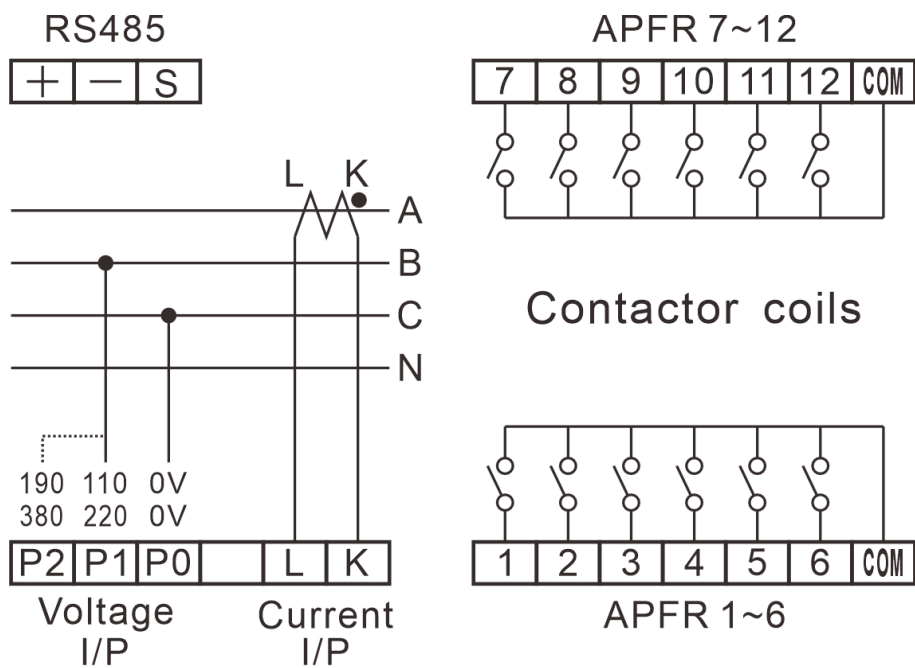 RS485
+ − S
APFR 7~12
7 8 9 10 11 12 COM
L K
A
B
C
N
Contactor coils
190 110 0V
380 220 0V
P2 P1 P0 L K
Voltage
I/P
Current
I/P
1 2 3 4 5 6 COM
APFR 1~6